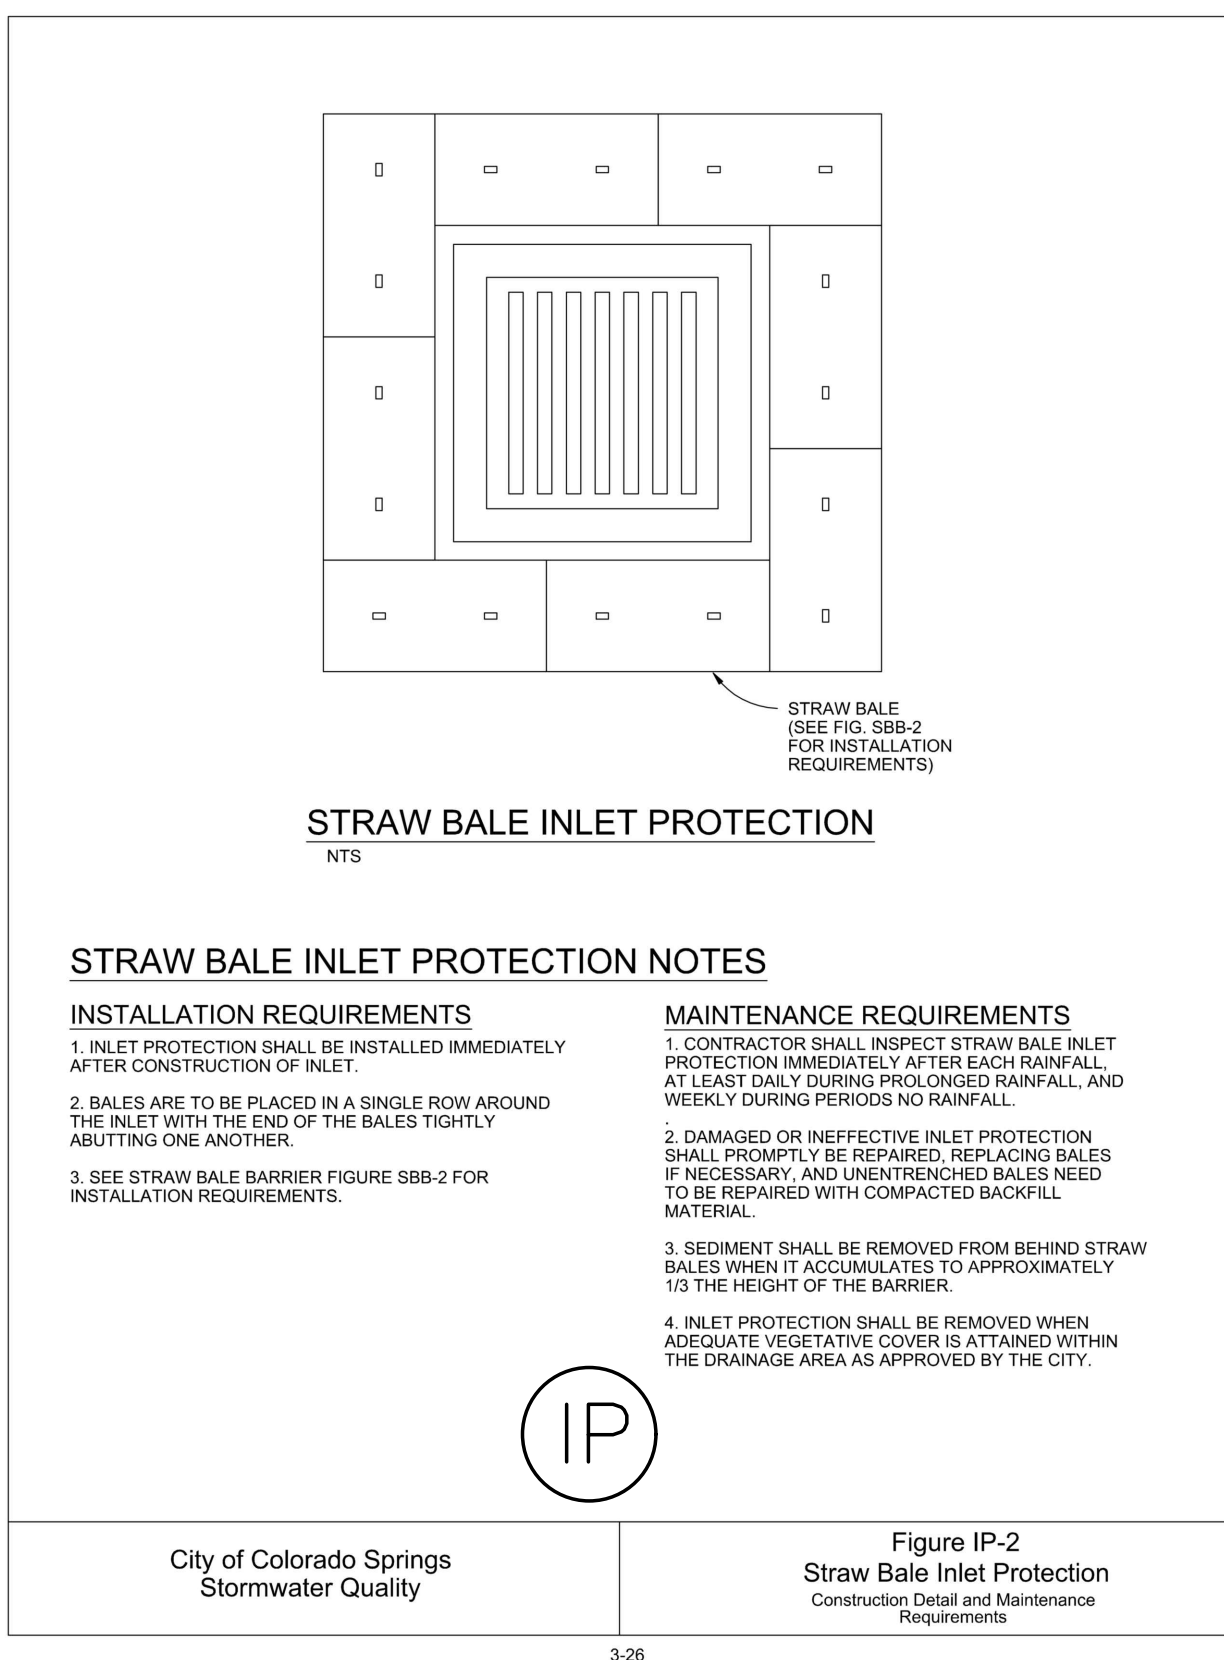 STRAW BALE
(SEE FIG. SBB-2
FOR INSTALLATION
REQUIREMENTS)
STRAW BALE INLET PROTECTION
NTS
STRAW BALE INLET PROTECTION NOTES
INSTALLATION REQUIREMENTS
1. INLET PROTECTION SHALL BE INSTALLED IMMEDIATELY
AFTER CONSTRUCTION OF INLET.
2. BALES ARE TO BE PLACED IN A SINGLE ROW AROUND
THE INLET WITH THE END OF THE BALES TIGHTLY
ABUTTING ONE ANOTHER.
3. SEE STRAW BALE BARRIER FIGURE SBB-2 FOR
INSTALLATION REQUIREMENTS.
MAINTENANCE REQUIREMENTS
1. CONTRACTOR SHALL INSPECT STRAW BALE INLET
PROTECTION IMMEDIATELY AFTER EACH RAINFALL,
AT LEAST DAILY DURING PROLONGED RAINFALL, AND
WEEKLY DURING PERIODS NO RAINFALL.
.
2. DAMAGED OR INEFFECTIVE INLET PROTECTION
SHALL PROMPTLY BE REPAIRED, REPLACING BALES
IF NECESSARY, AND UNENTRENCHED BALES NEED
TO BE REPAIRED WITH COMPACTED BACKFILL
MATERIAL.
3. SEDIMENT SHALL BE REMOVED FROM BEHIND STRAW
BALES WHEN IT ACCUMULATES TO APPROXIMATELY
1/3 THE HEIGHT OF THE BARRIER.
4. INLET PROTECTION SHALL BE REMOVED WHEN
ADEQUATE VEGETATIVE COVER IS ATTAINED WITHIN
THE DRAINAGE AREA AS APPROVED BY THE CITY.
IP
City of Colorado Springs
Stormwater Quality
Figure IP-2
Straw Bale Inlet Protection
Construction Detail and Maintenance
Requirements
3-26